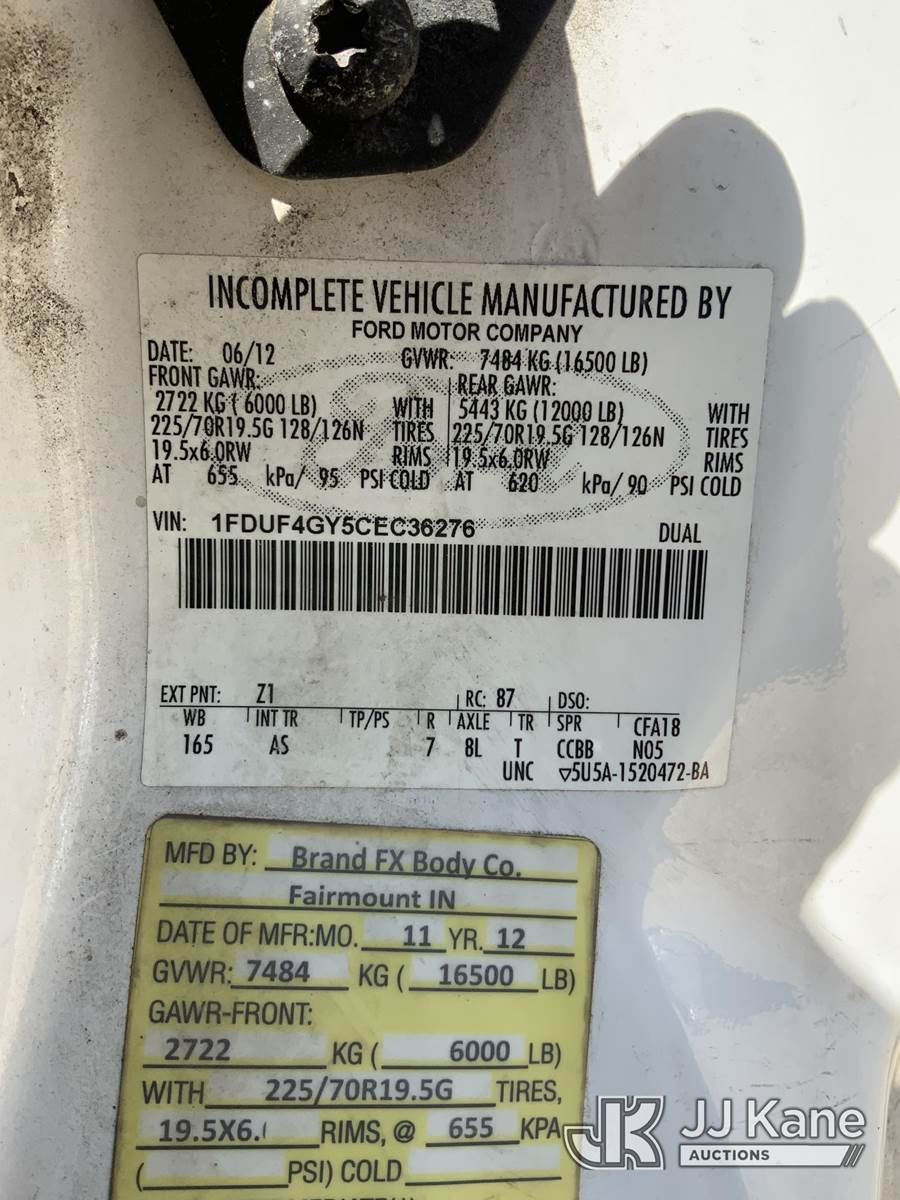 INCOMPLETE VEHICLE MANUFACTURED BY
FORD MOTOR COMPANY
DATE: 06/12 GVWR: 7484 KG (16500 LB)
FRONT GAWR: REAR GAWR:
2722 KG ( 6000 LB) WITH 5443 KG (12000 LB) WITH
225/70R19.5G 128/126N TIRES 225/70R19.5G 128/126N TIRES
19.5x6.0RW RIMS 19.5x6.0RW RIMS
AT 655 kPa/ 95 PSI COLD AT 620 kPa/ 90 PSI COLD
VIN: 1FDUF4GY5CEC36276 DUAL
EXT PNT: Z1 RC: 87 DSO:
WB INT TR TP/PS R AXLE TR SPR CFA18
165 AS 7 8L T CCBB N05
UNC ▽5U5A-1520472-BA
MFD BY: Brand FX Body Co.
Fairmount IN
DATE OF MFR:MO. 11 YR. 12
GVWR: 7484 KG ( 16500 LB)
GAWR-FRONT:
2722 KG ( 6000 LB)
WITH 225/70R19.5G TIRES,
19.5X6. RIMS, @ 655 KPA
( PSI) COLD
JK JJ Kane
AUCTIONS